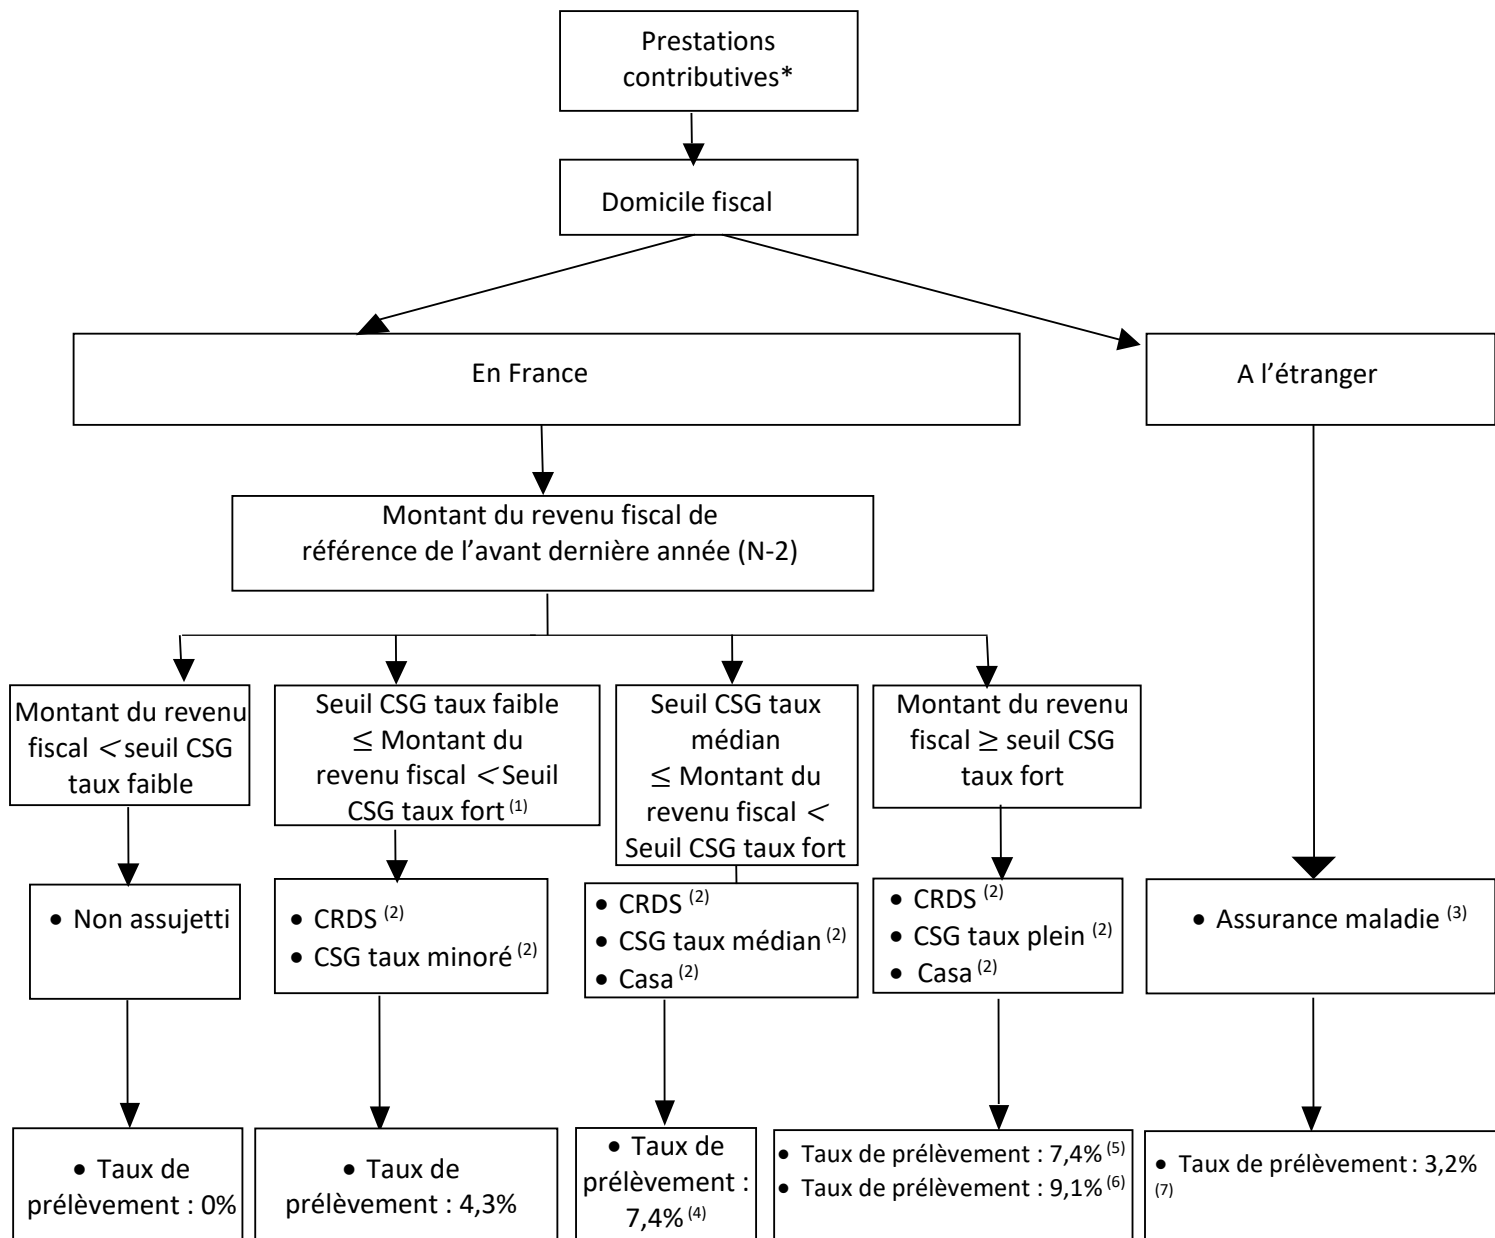 Prestations
contributives*
Domicile fiscal
En France
A l’étranger
Montant du revenu fiscal de
référence de l’avant dernière année (N-2)
Montant du revenu
fiscal < seuil CSG
taux faible
Seuil CSG taux faible
≤ Montant du
revenu fiscal < Seuil
CSG taux fort (1)
Seuil CSG taux
médian
≤ Montant du
revenu fiscal <
Seuil CSG taux fort
Montant du revenu
fiscal ≥ seuil CSG
taux fort
• Non assujetti
• CRDS (2)
• CSG taux minoré (2)
• CRDS (2)
• CSG taux médian (2)
• Casa (2)
• CRDS (2)
• CSG taux plein (2)
• Casa (2)
• Assurance maladie (3)
• Taux de
prélèvement : 0%
• Taux de
prélèvement : 4,3%
• Taux de
prélèvement :
7,4% (4)
• Taux de prélèvement : 7,4% (5)
• Taux de prélèvement : 9,1% (6)
• Taux de prélèvement : 3,2%
(7)